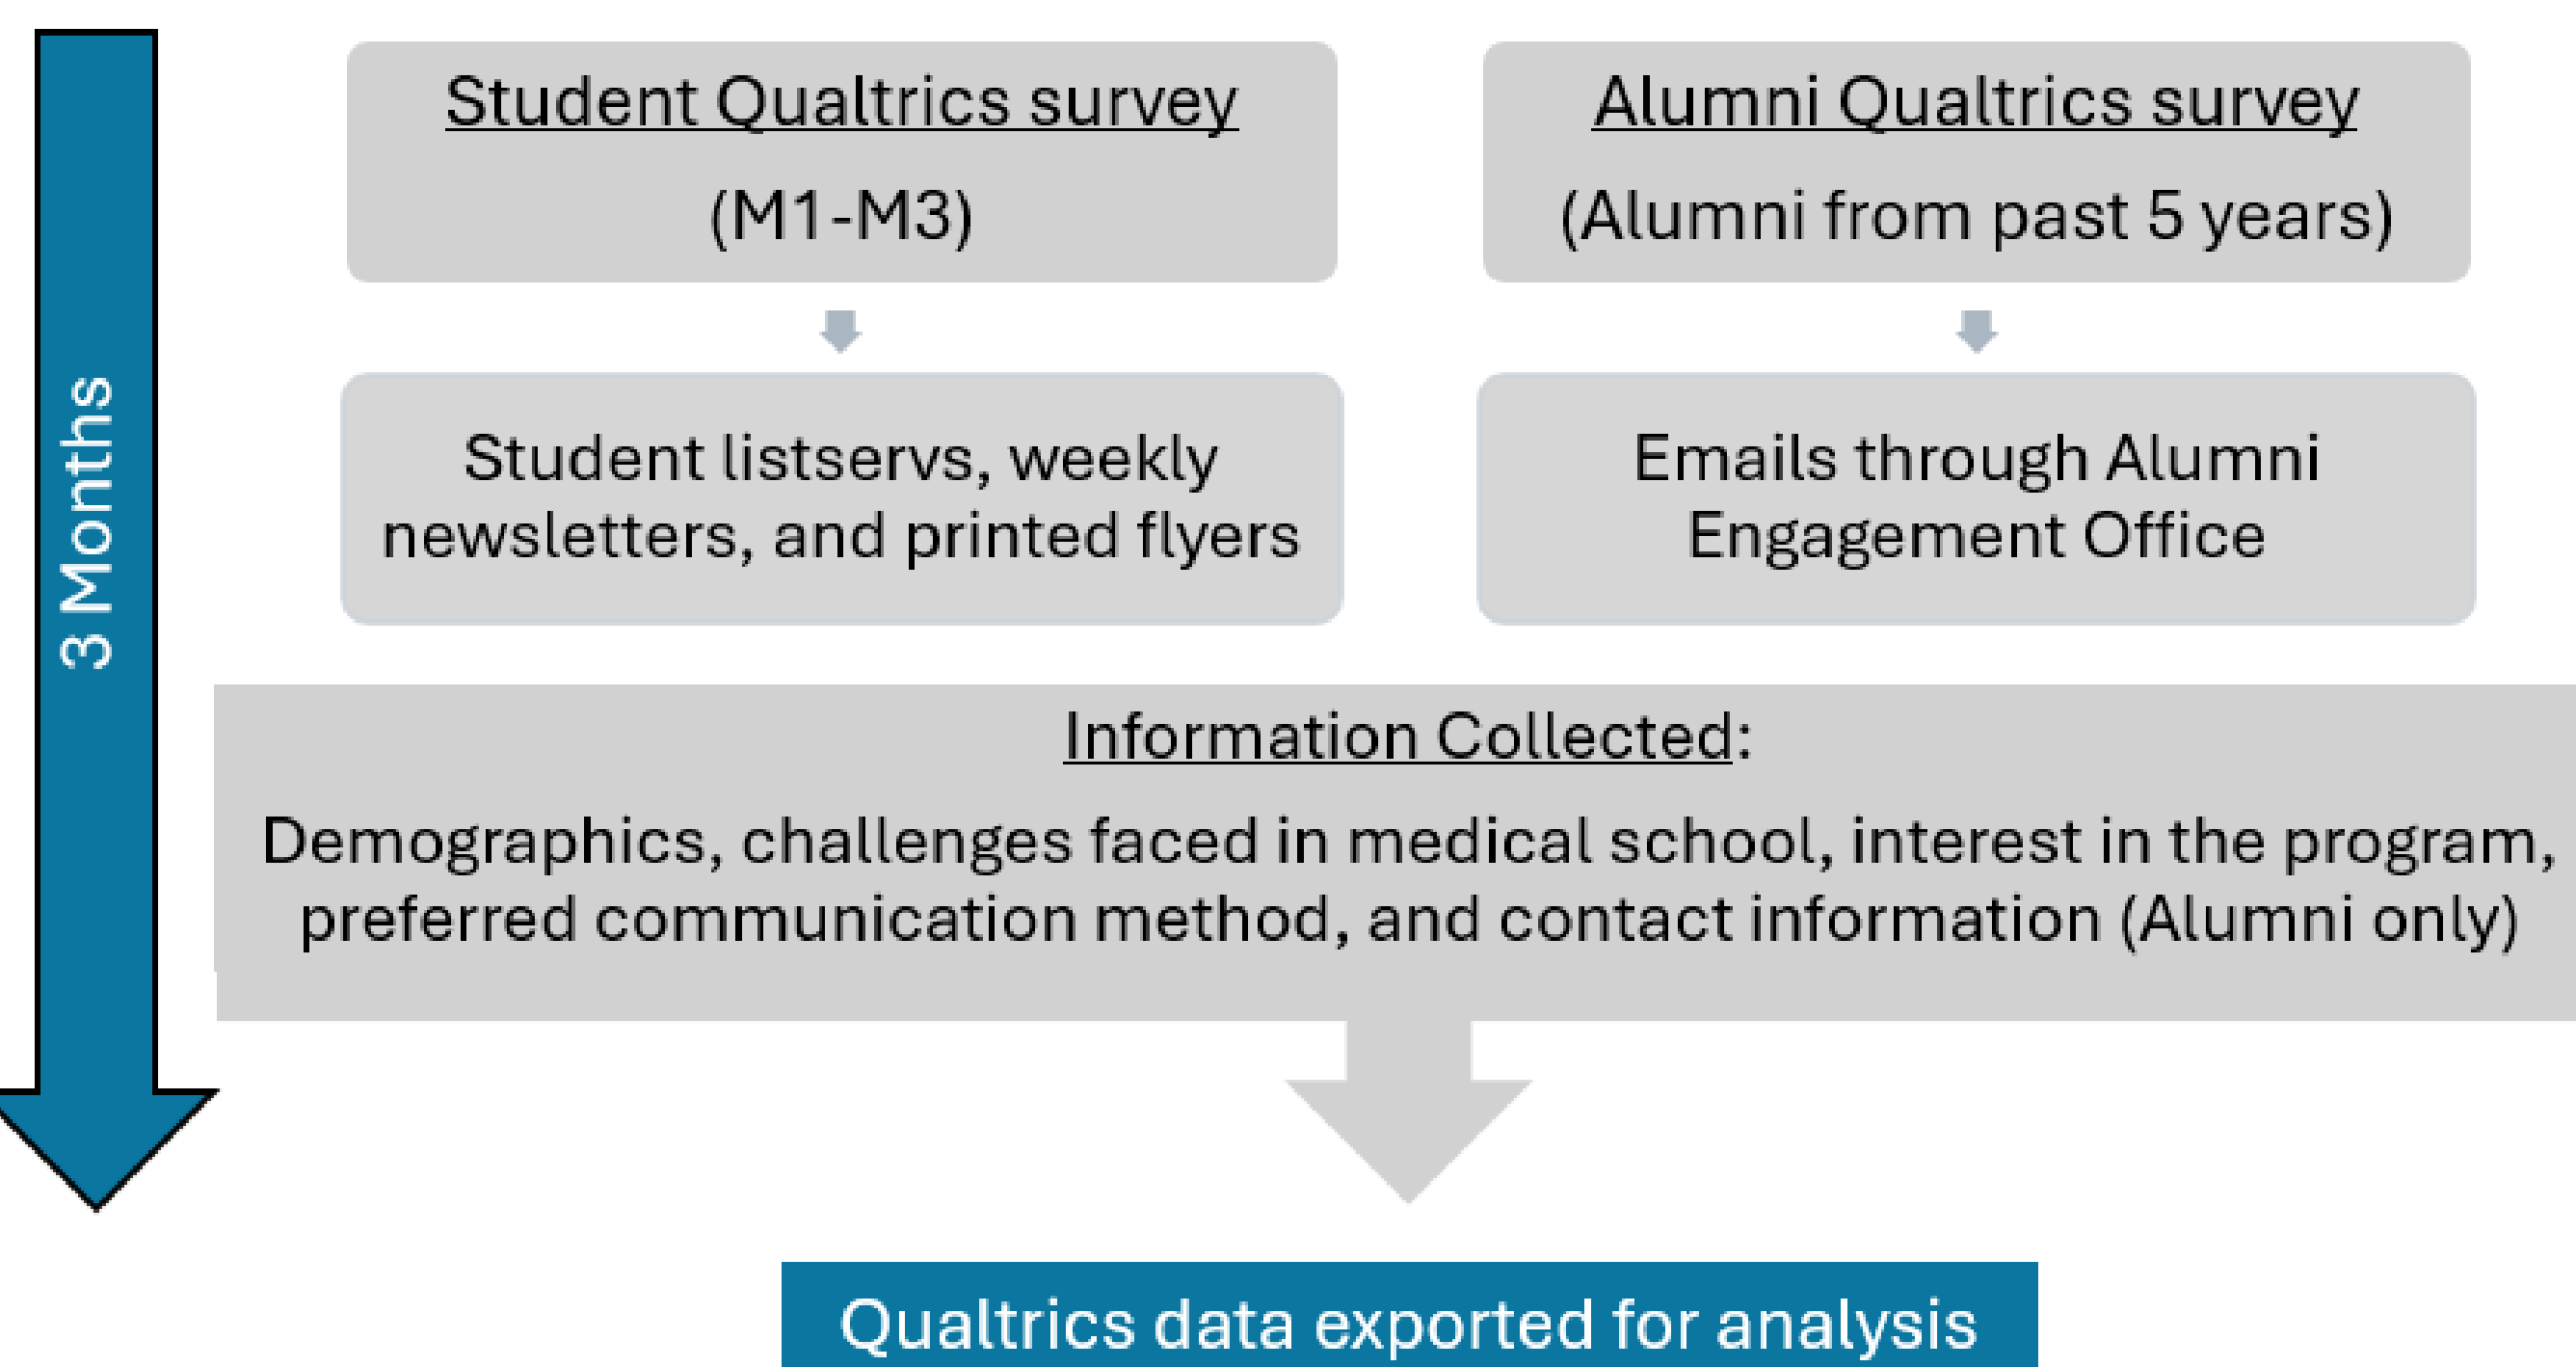 3 Months
Student Qualtrics survey
(M1-M3)
Alumni Qualtrics survey
(Alumni from past 5 years)
Student listservs, weekly
newsletters, and printed flyers
Emails through Alumni
Engagement Office
Information Collected:
Demographics, challenges faced in medical school, interest in the program,
preferred communication method, and contact information (Alumni only)
Qualtrics data exported for analysis